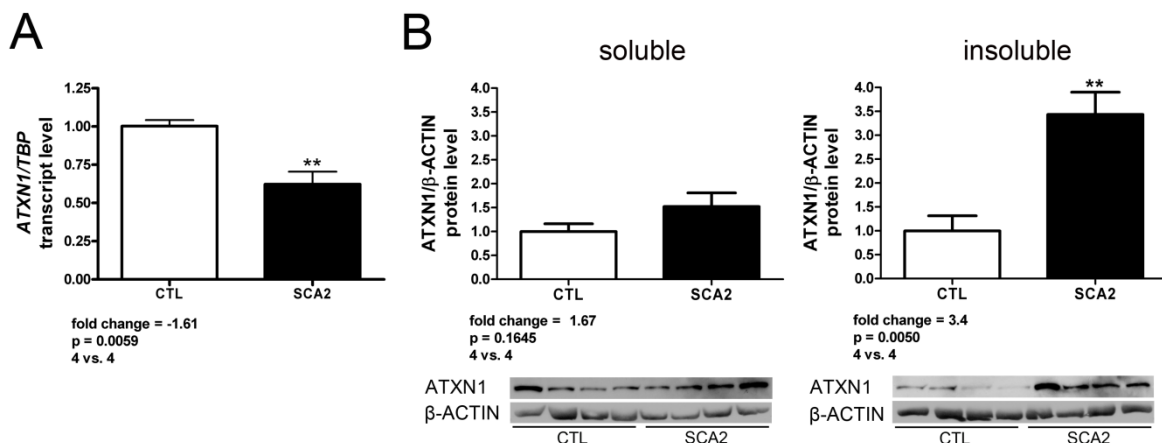 A
ATXN1/TBP
transcript level
1.25
1.00
0.75
0.50
0.25
0.00
**
CTL
SCA2
fold change = -1.61
p = 0.0059
4 vs. 4
B
soluble
ATXN1/β-ACTIN
protein level
4.0
3.5
3.0
2.5
2.0
1.5
1.0
0.5
0.0
CTL
SCA2
fold change = 1.67
p = 0.1645
4 vs. 4
ATXN1
β-ACTIN
CTL
SCA2
insoluble
ATXN1/β-ACTIN
protein level
4.0
3.5
3.0
2.5
2.0
1.5
1.0
0.5
0.0
**
CTL
SCA2
fold change = 3.4
p = 0.0050
4 vs. 4
ATXN1
β-ACTIN
CTL
SCA2